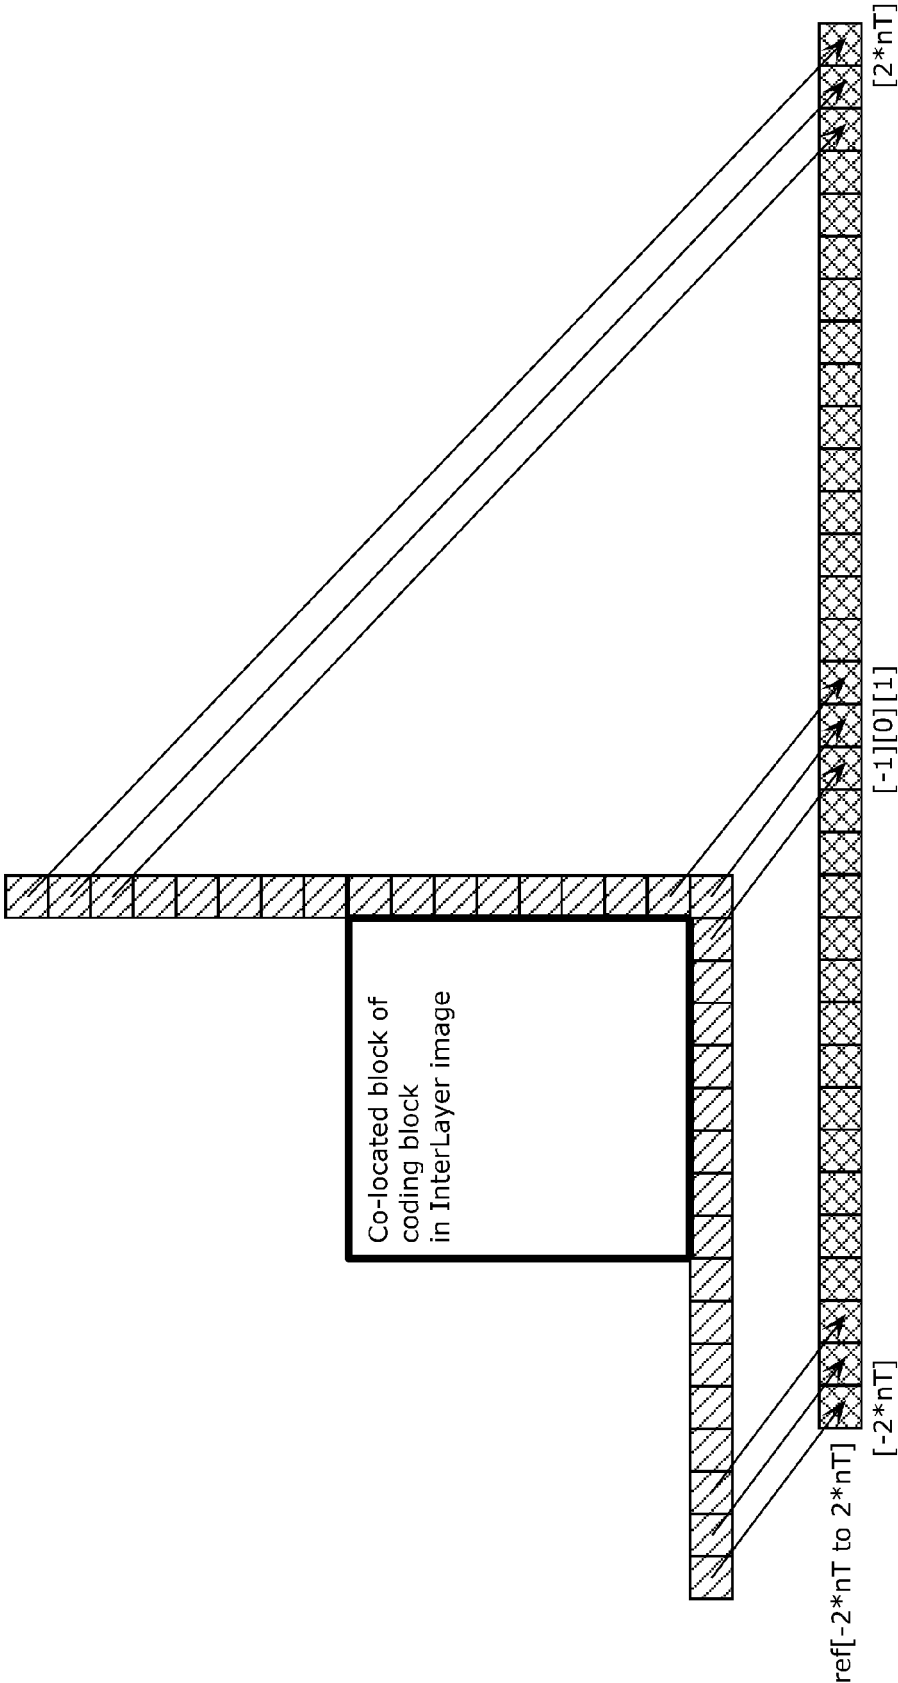 Co-located block of
coding block
in InterLayer image
ref[-2*nT to 2*nT]
[-2*nT]
[-1][0][1]
[2*nT]